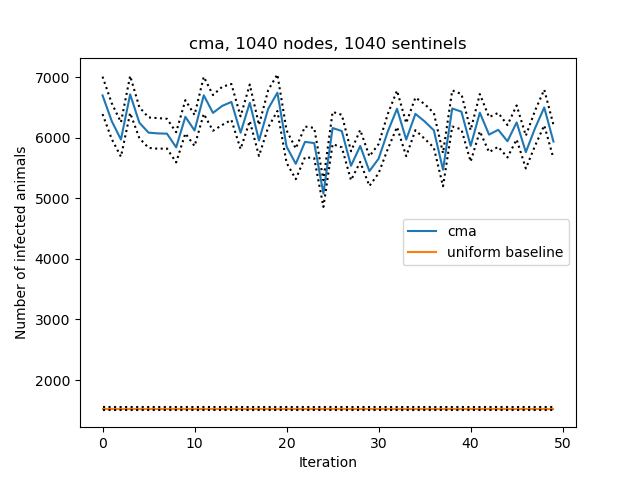 cma, 1040 nodes, 1040 sentinels
7000
6000
5000
4000
3000
2000
Number of infected animals
cma
uniform baseline
0
10
20
30
40
50
Iteration